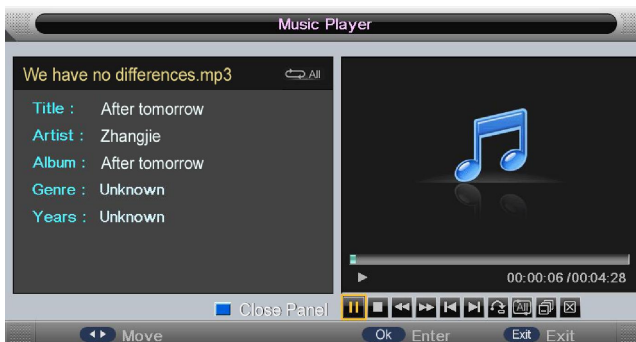 Music Player
We have no differences.mp3 All
Title : After tomorrow
Artist : Zhangjie
Album : After tomorrow
Genre : Unknown
Years : Unknown
00:00:06 /00:04:28
Close Panel All
Move Ok Enter Exit Exit